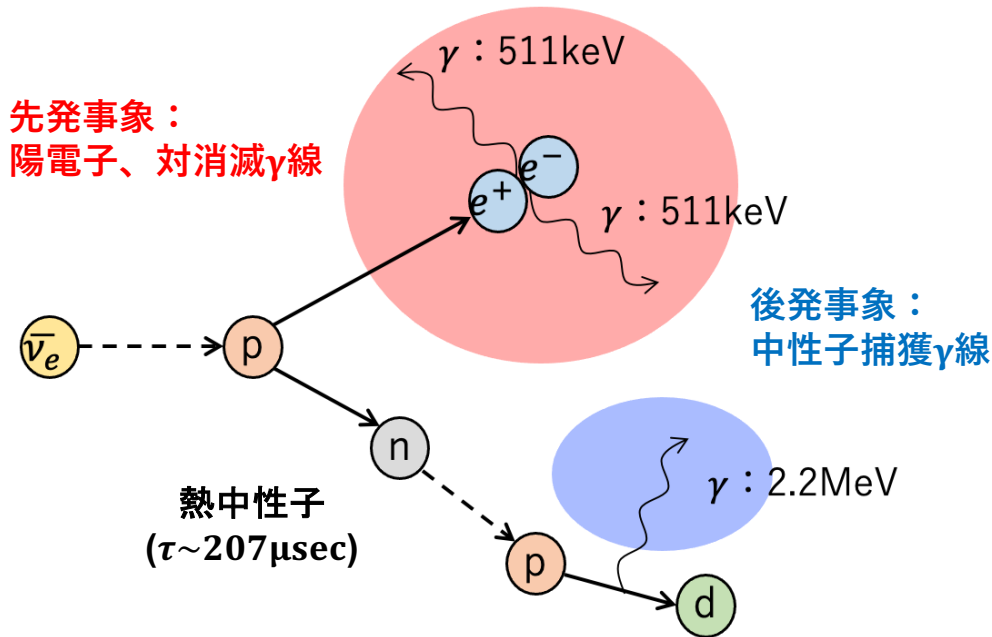 γ：511keV
先発事象：
陽電子、対消滅γ線
e⁻
e⁺
γ：511keV
後発事象：
中性子捕獲γ線
ν̄ₑ
p
n
γ：2.2MeV
熱中性子
(τ~207μsec)
p
d